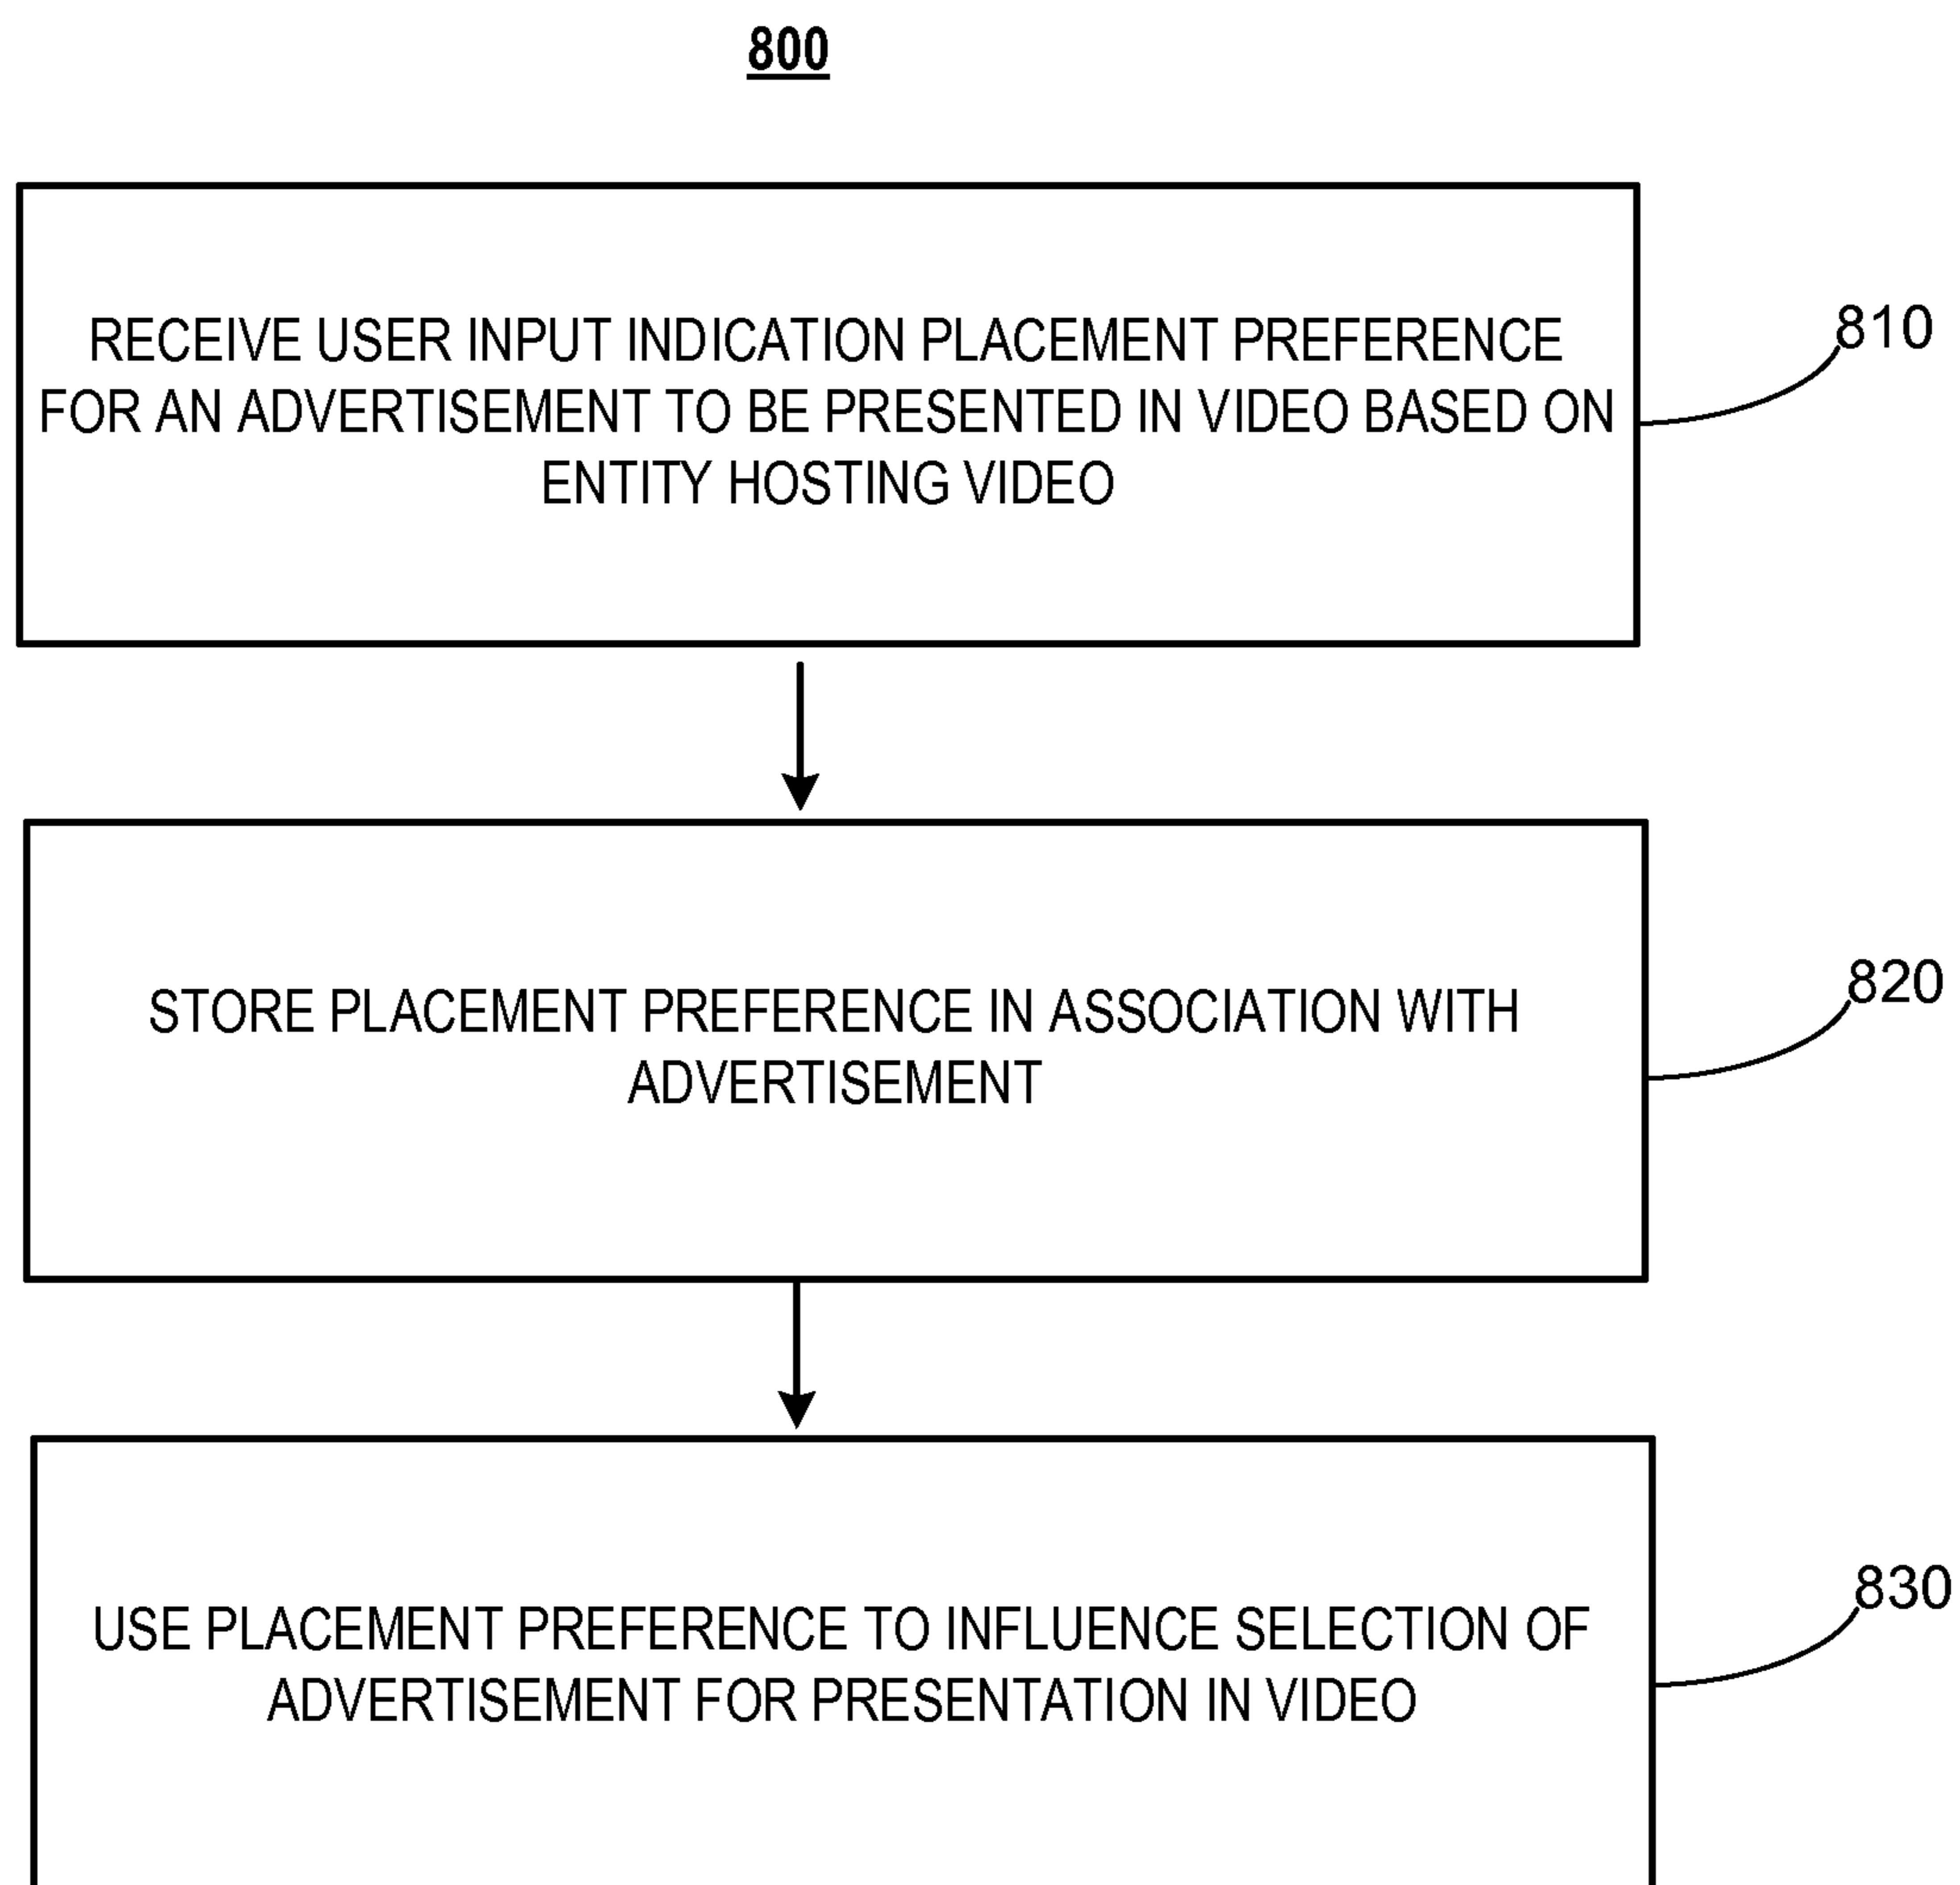 800
RECEIVE USER INPUT INDICATION PLACEMENT PREFERENCE
FOR AN ADVERTISEMENT TO BE PRESENTED IN VIDEO BASED ON
ENTITY HOSTING VIDEO
810
STORE PLACEMENT PREFERENCE IN ASSOCIATION WITH
ADVERTISEMENT
820
USE PLACEMENT PREFERENCE TO INFLUENCE SELECTION OF
ADVERTISEMENT FOR PRESENTATION IN VIDEO
830